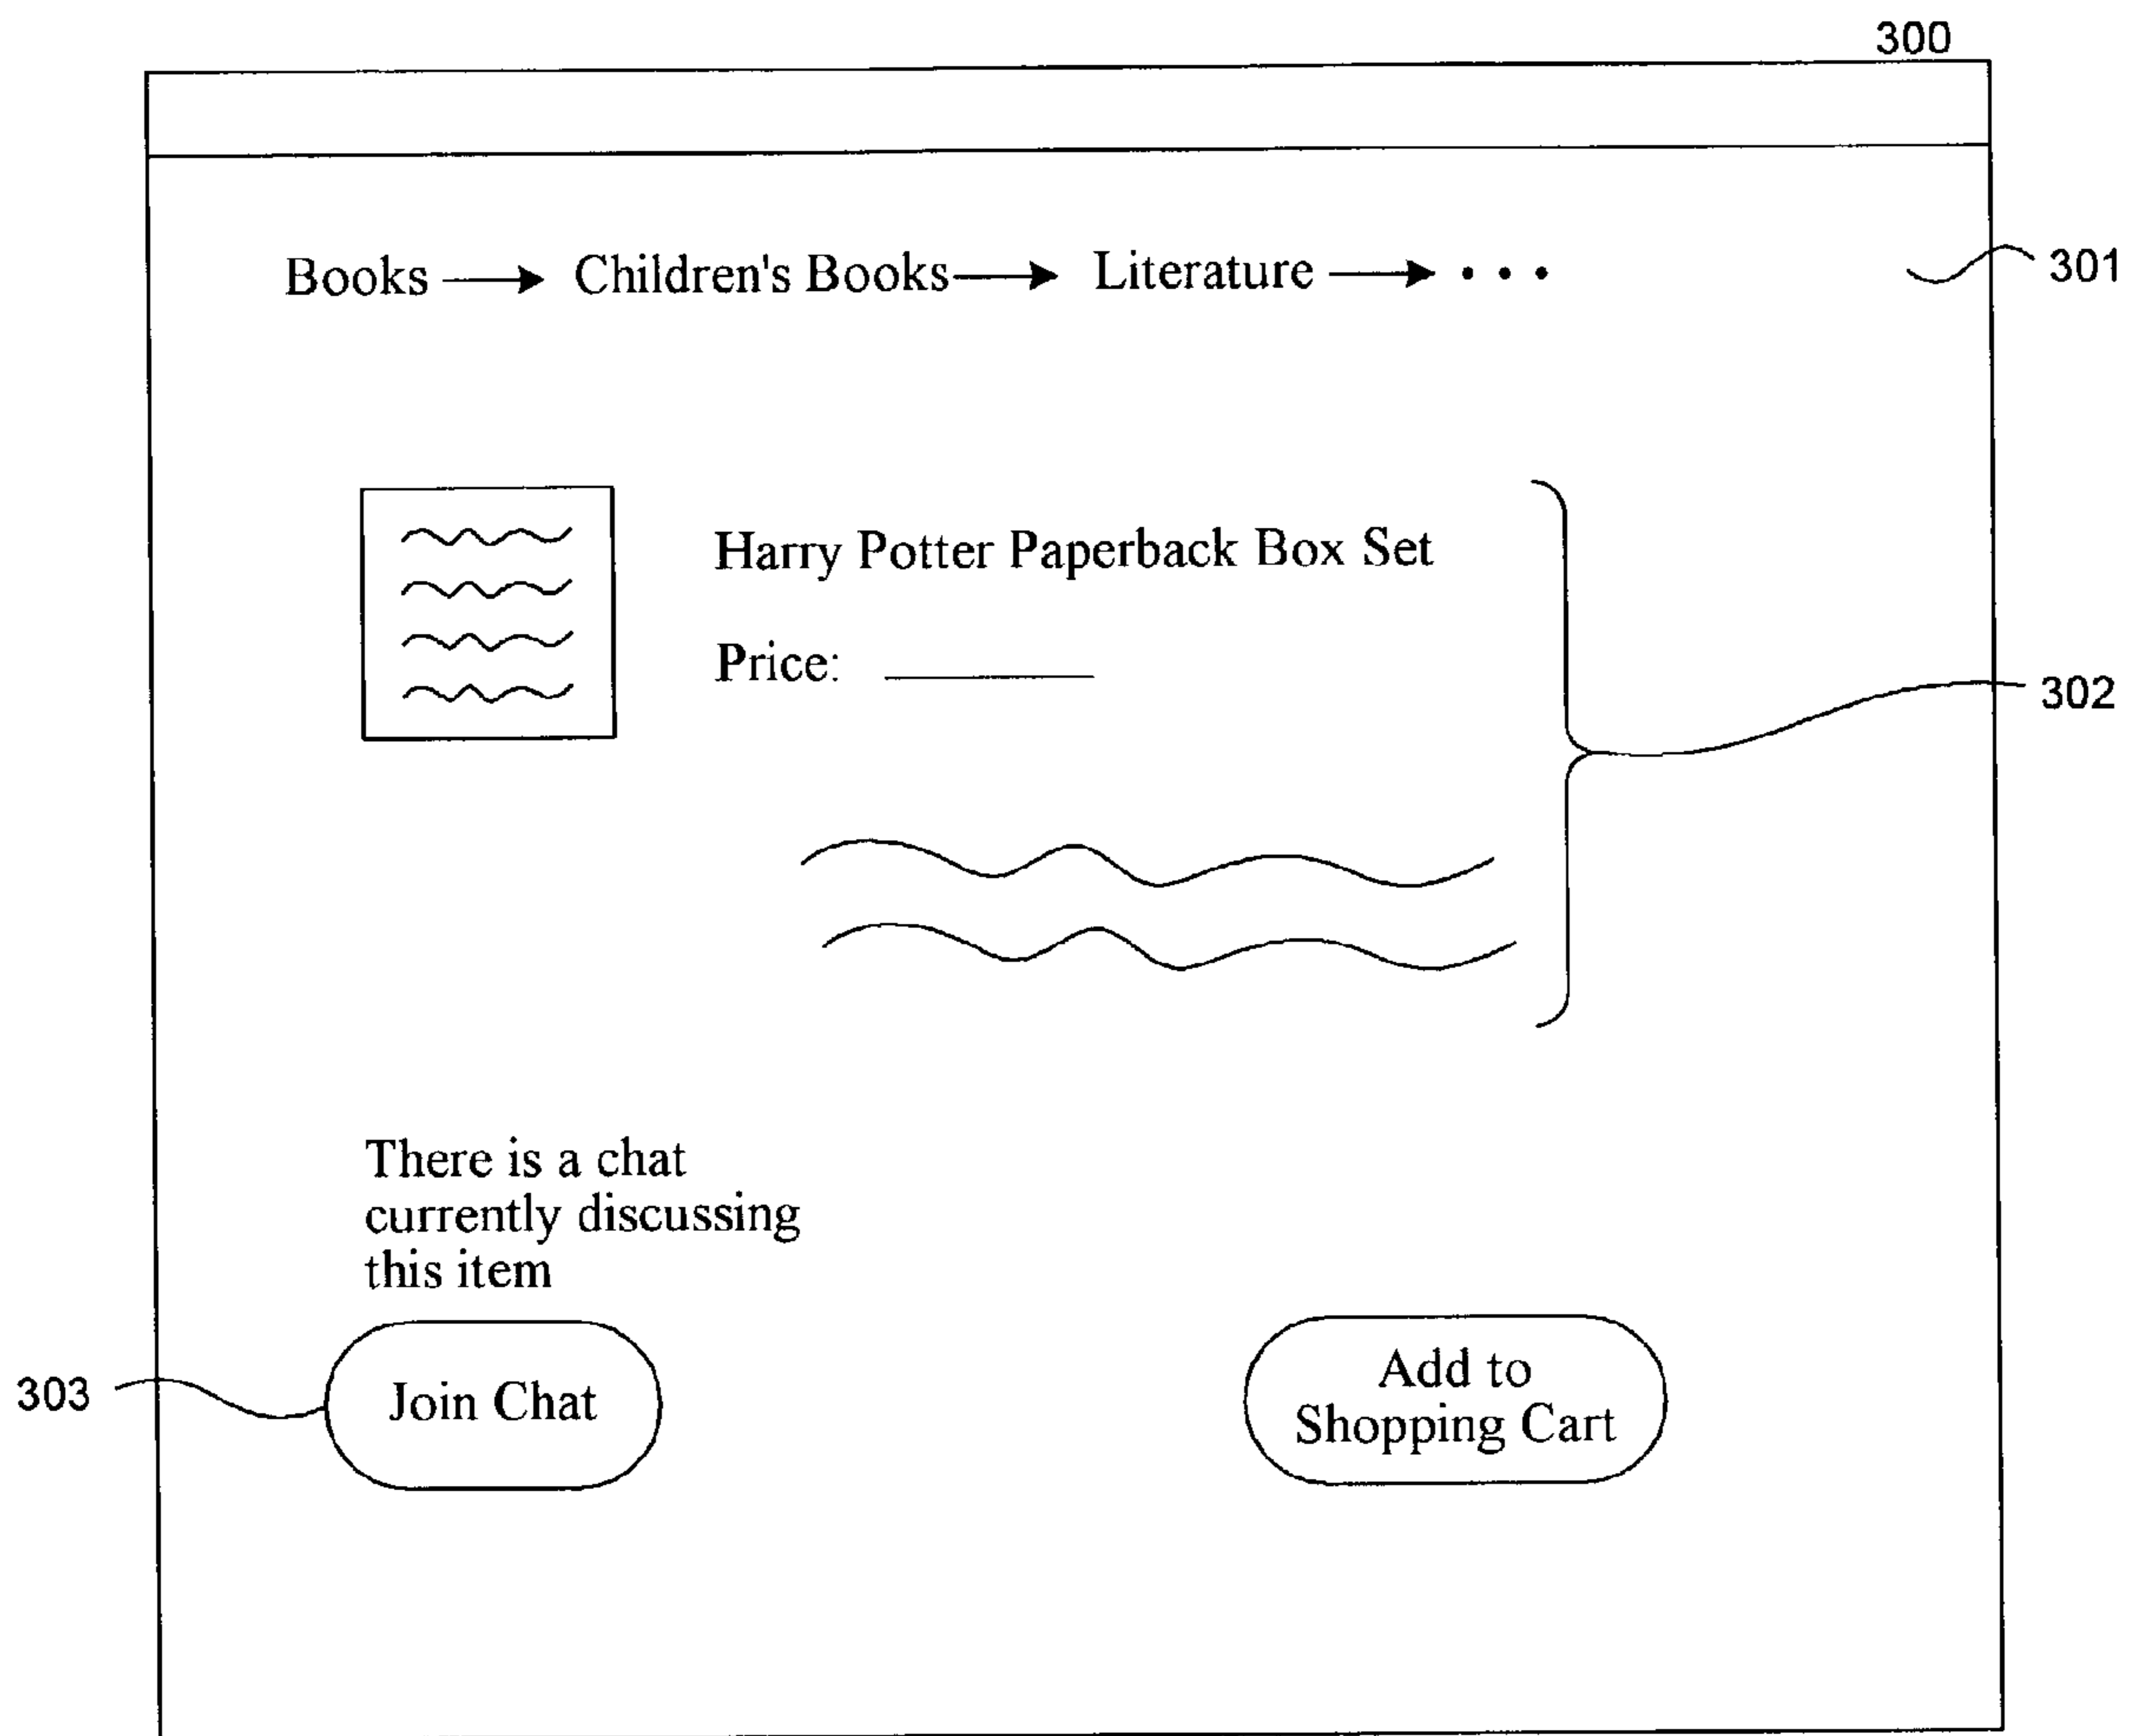 300
Books → Children's Books → Literature → • • •
301
Harry Potter Paperback Box Set
Price:
302
There is a chat
currently discussing
this item
303
Join Chat
Add to
Shopping Cart